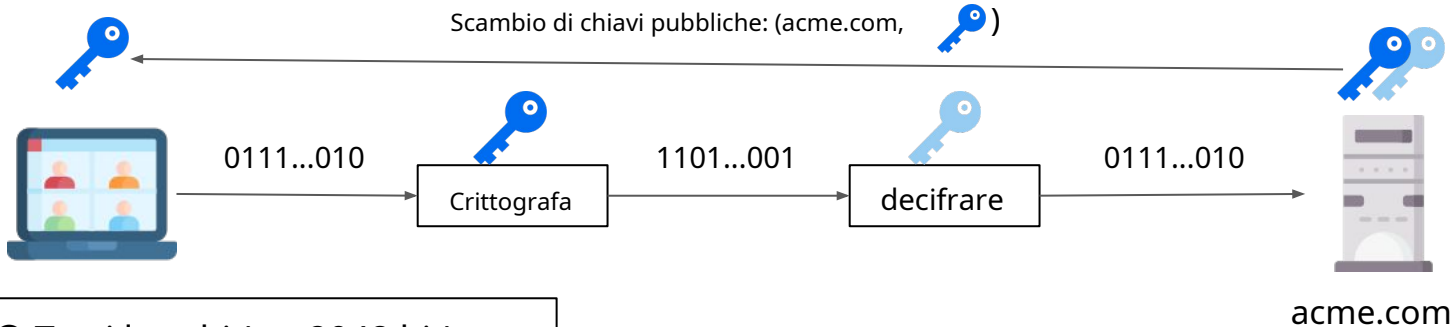 Scambio di chiavi pubbliche: (acme.com, )
0111...010
1101...001
0111...010
Crittografa
decifrare
acme.com